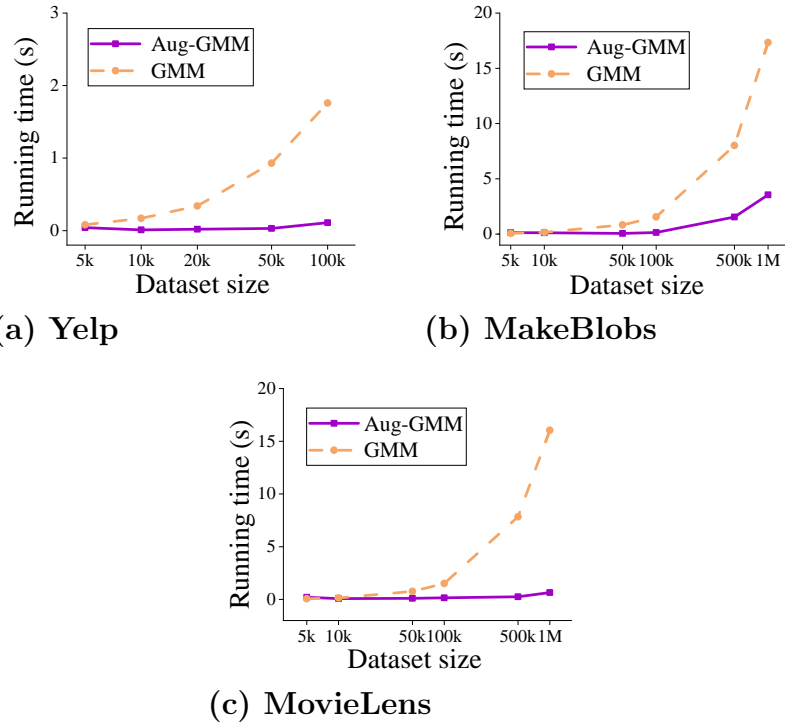 3
2
1
0
Running time (s)
Aug-GMM
GMM
5k 10k 20k 50k 100k
Dataset size
(a) Yelp
20
15
10
5
0
Running time (s)
Aug-GMM
GMM
5k 10k 50k 100k 500k 1M
Dataset size
(b) MakeBlobs
20
15
10
5
0
Running time (s)
Aug-GMM
GMM
5k 10k 50k 100k 500k 1M
Dataset size
(c) MovieLens